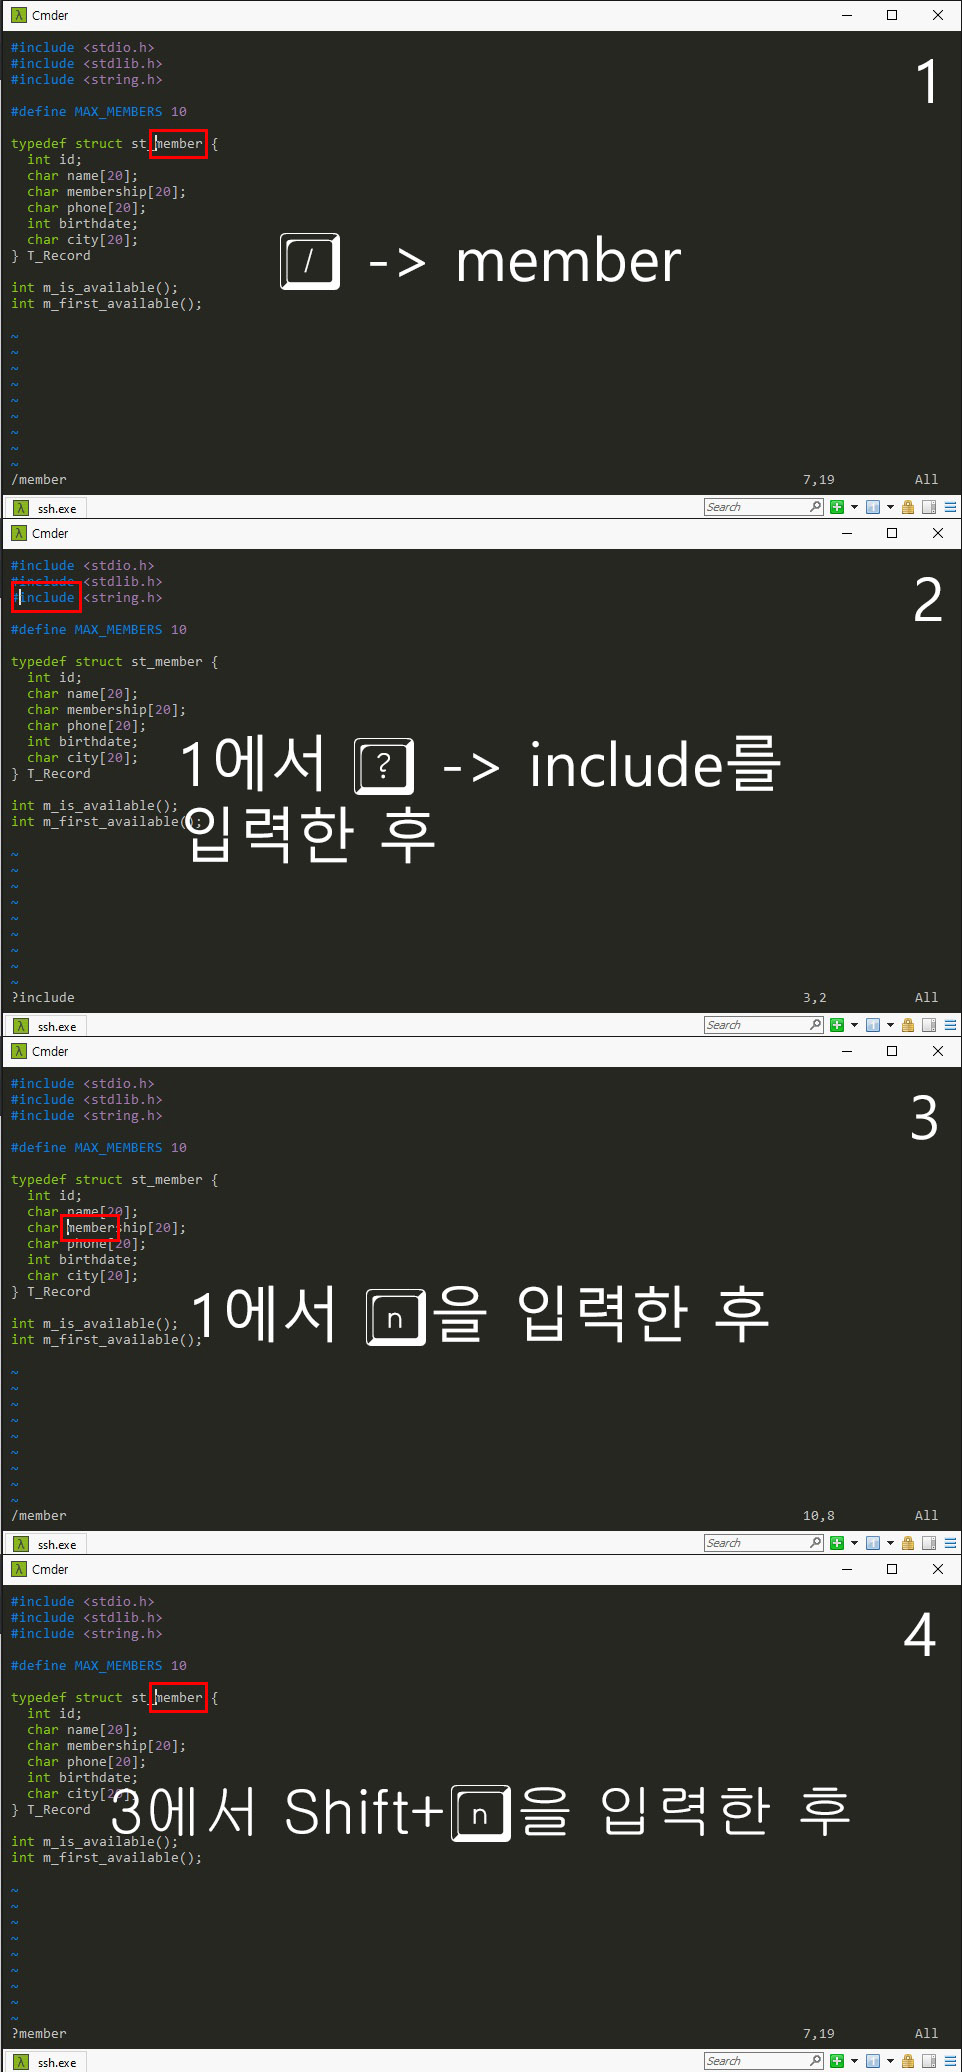 Cmder
#include <stdio.h>
#include <stdlib.h>
#include <string.h>
1
#define MAX_MEMBERS 10
typedef struct st_member {
int id;
char name[20];
char membership[20];
char phone[20];
int birthdate;
char city[20];
} T_Record
/ -> member
int m_is_available();
int m_first_available();
~
~
~
~
~
~
~
~
~
/member 7,19 All
ssh.exe Search
Cmder
#include <stdio.h>
#include <stdlib.h>
#include <string.h>
2
#define MAX_MEMBERS 10
typedef struct st_member {
int id;
char name[20];
char membership[20];
char phone[20];
int birthdate;
char city[20];
} T_Record
1에서 ? -> include를
입력한 후
int m_is_available();
int m_first_available();
~
~
~
~
~
~
~
~
~
?include 3,2 All
ssh.exe Search
Cmder
#include <stdio.h>
#include <stdlib.h>
#include <string.h>
3
#define MAX_MEMBERS 10
typedef struct st_member {
int id;
char name[20];
char membership[20];
char phone[20];
int birthdate;
char city[20];
} T_Record
1에서 n을 입력한 후
int m_is_available();
int m_first_available();
~
~
~
~
~
~
~
~
~
/member 10,8 All
ssh.exe Search
Cmder
#include <stdio.h>
#include <stdlib.h>
#include <string.h>
4
#define MAX_MEMBERS 10
typedef struct st_member {
int id;
char name[20];
char membership[20];
char phone[20];
int birthdate;
char city[20];
} T_Record
3에서 Shift+n을 입력한 후
int m_is_available();
int m_first_available();
~
~
~
~
~
~
~
~
~
?member 7,19 All
ssh.exe Search